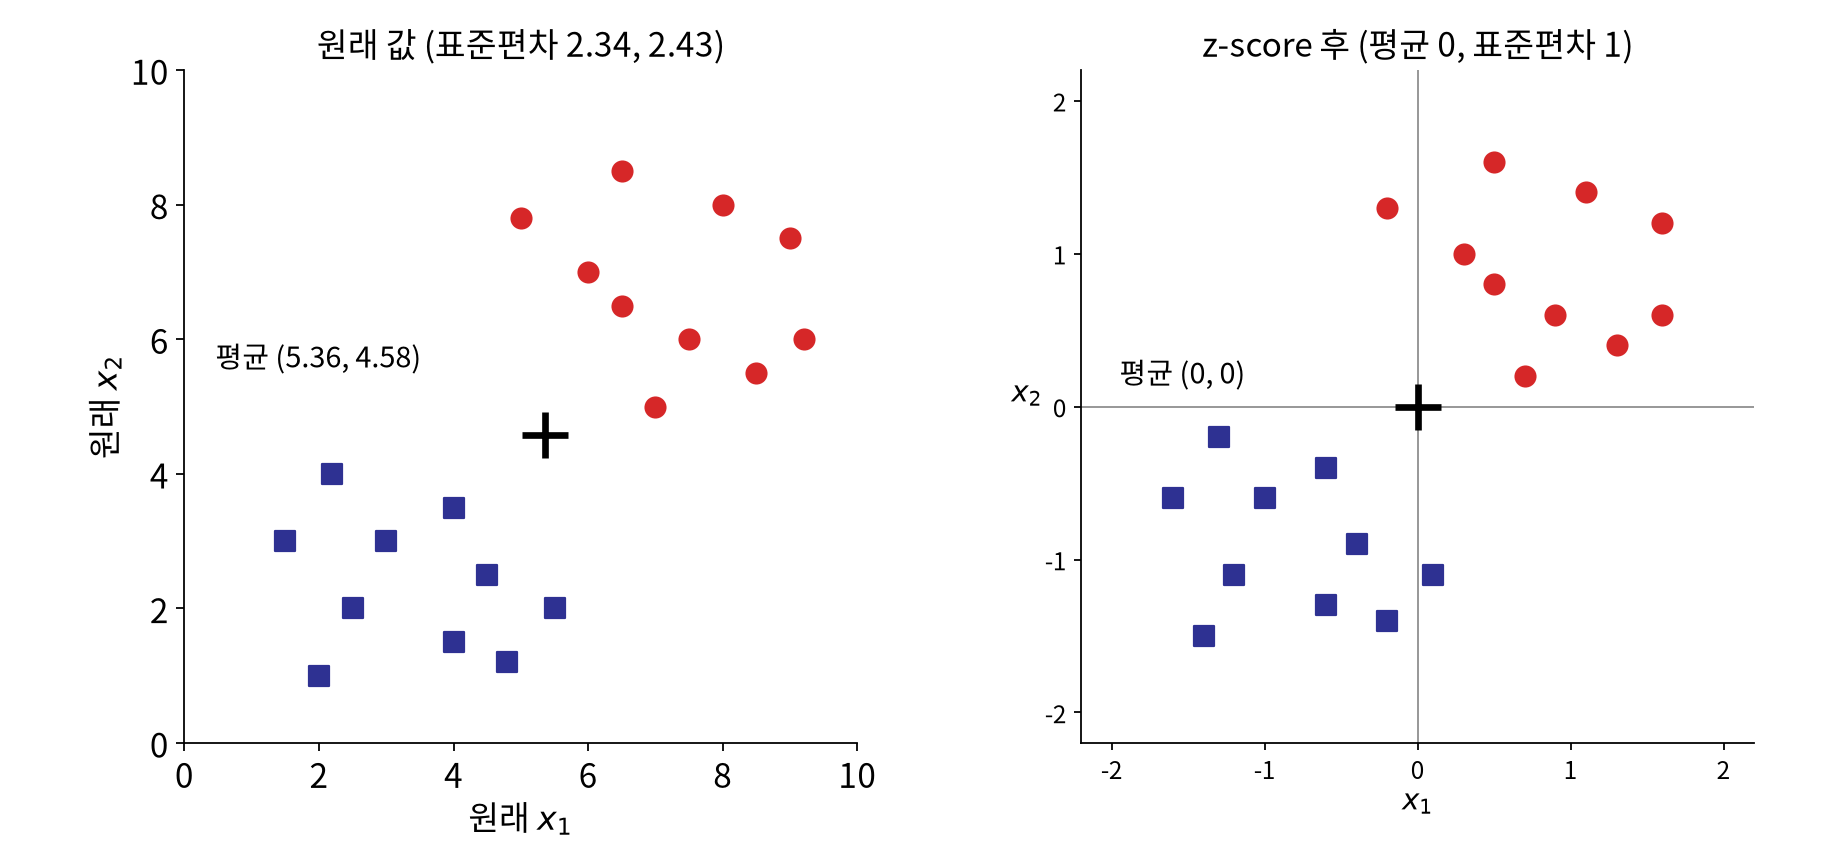 원래 값 (표준편차 2.34, 2.43)
10
8
6
4
2
0
원래 x₂
평균 (5.36, 4.58)
0 2 4 6 8 10
원래 x₁
z-score 후 (평균 0, 표준편차 1)
2
1
0
-1
-2
x₂
평균 (0, 0)
-2 -1 0 1 2
x₁